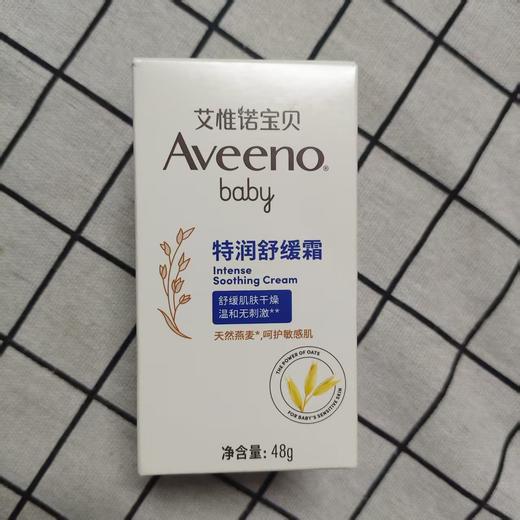 艾惟诺宝贝
Aveeno®
baby
特润舒缓霜
Intense
Soothing Cream
舒缓肌肤干燥
温和无刺激**
天然燕麦*,呵护敏感肌
THE POWER OF OATS
FOR BABY'S SENSITIVE SKIN
净含量: 48g